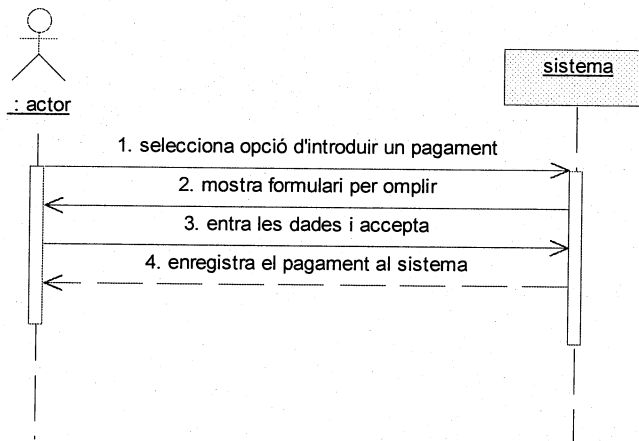 sistema
: actor
1. selecciona opció d'introduir un pagament
2. mostra formulari per omplir
3. entra les dades i accepta
4. enregistra el pagament al sistema